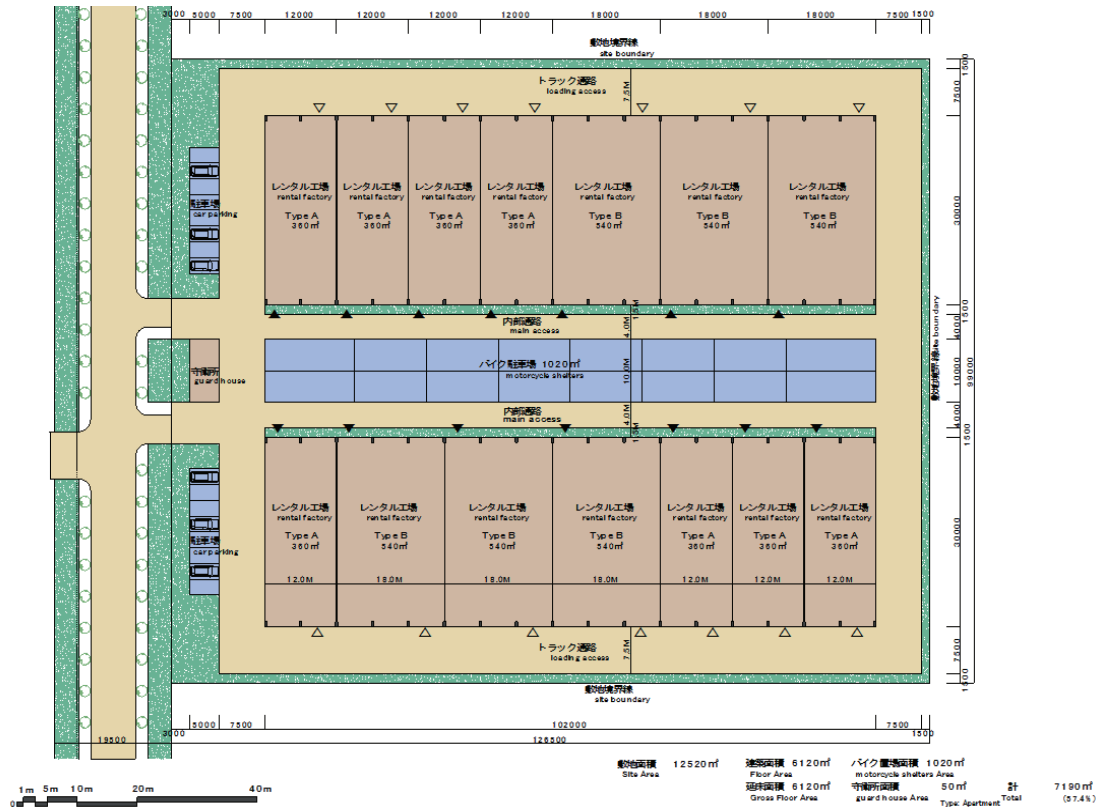 3000 5000 7500 12000 12000 12000 12000 18000 18000 18000 7500 1500
敷地境界線
site boundary
1500
7500
トラック通路
loading access
7.5M
レンタル工場 レンタル工場 レンタル工場 レンタル工場 レンタル工場 レンタル工場 レンタル工場
rental factory rental factory rental factory rental factory rental factory rental factory rental factory
Type A Type A Type A Type A Type B Type B Type B
360㎡ 360㎡ 360㎡ 360㎡ 540㎡ 540㎡ 540㎡
駐車場
car parking
30000
1.5M
内部通路
main access
4.0M
1500
4000
敷地境界線
site boundary
バイク駐車場 1020㎡
motorcycle shelters
10.0M
10000
99000
守衛所
guard house
内部通路
main access
4.0M
1.5M
4000
1500
レンタル工場 レンタル工場 レンタル工場 レンタル工場 レンタル工場 レンタル工場 レンタル工場
rental factory rental factory rental factory rental factory rental factory rental factory rental factory
Type A Type B Type B Type B Type A Type A Type A
360㎡ 540㎡ 540㎡ 540㎡ 360㎡ 360㎡ 360㎡
駐車場
car parking
30000
12.0M 18.0M 18.0M 18.0M 12.0M 12.0M 12.0M
トラック通路
loading access
7.5M
7500
1500
敷地境界線
site boundary
3000 5000 7500 102000 7500 1500
19500 126500
敷地面積 12520㎡ 建築面積 6120㎡ バイク置場面積 1020㎡
Site Area Floor Area motorcycle shelters Area
延床面積 6120㎡ 守衛所面積 50㎡ 計 7190㎡
Gross Floor Area guard house Area Total (57.4%)
Type: Apertment
0 1m 5m 10m 20m 40m